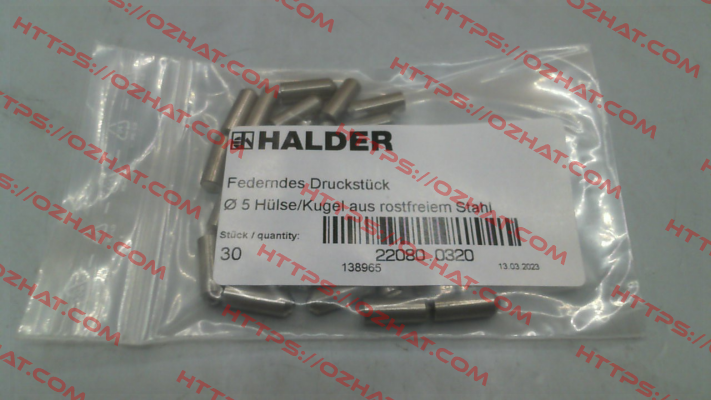 HALDER
Federndes Druckstück
Ø 5 Hülse/Kugel aus rostfreiem Stahl
Stück / quantity:
30
22080 0320
138965
13.03.2023
HTTPS://OZHAT.COM